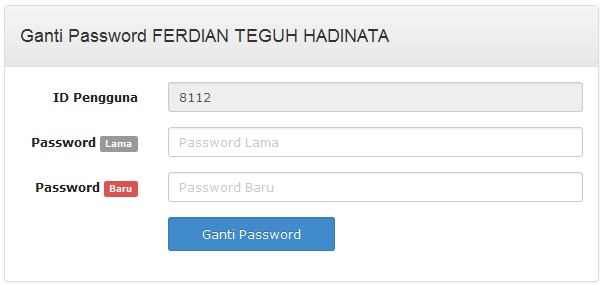 Ganti Password FERDIAN TEGUH HADINATA
ID Pengguna 8112
Password Lama Password Lama
Password Baru Password Baru
Ganti Password